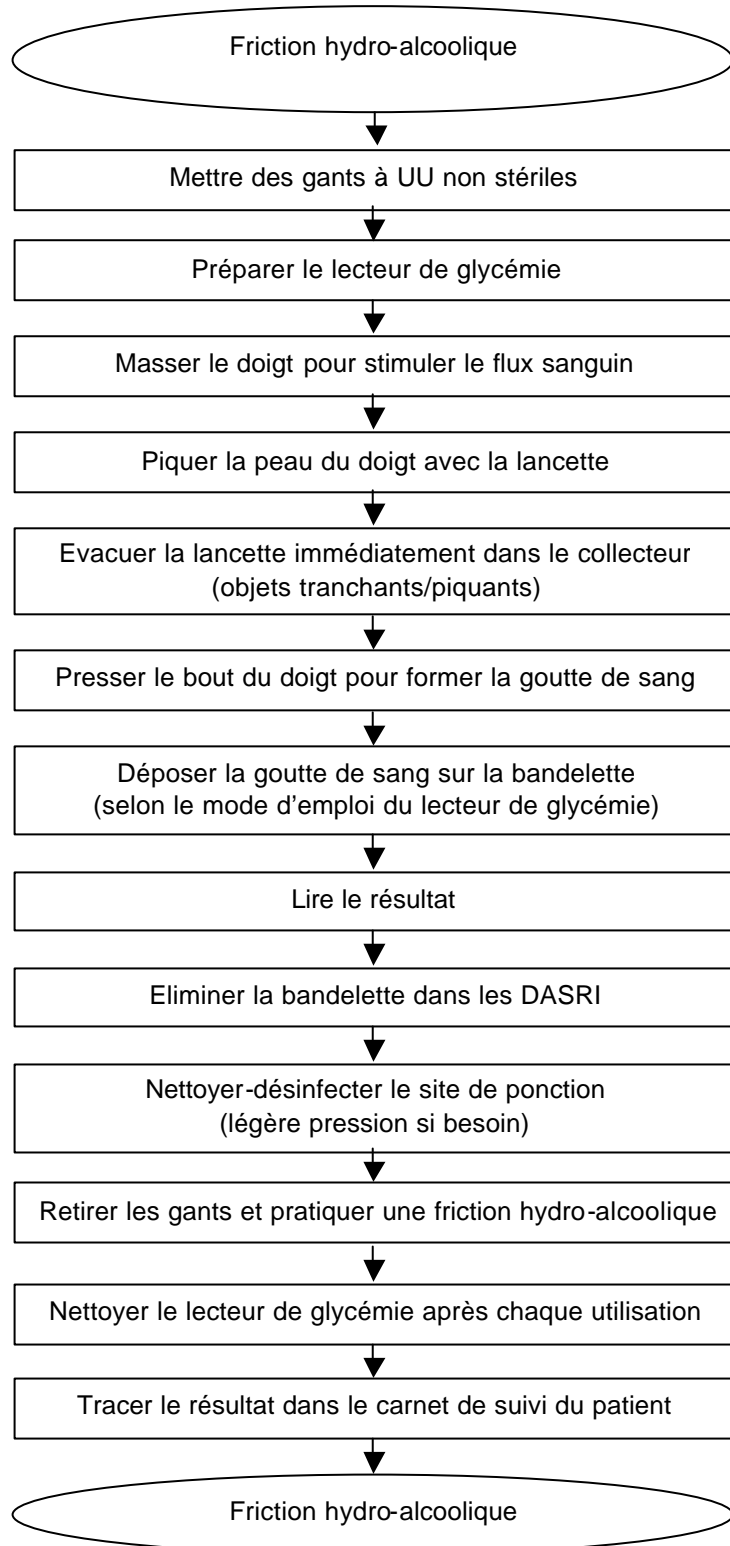 Friction hydro-alcoolique
Mettre des gants à UU non stériles
Préparer le lecteur de glycémie
Masser le doigt pour stimuler le flux sanguin
Piquer la peau du doigt avec la lancette
Evacuer la lancette immédiatement dans le collecteur
(objets tranchants/piquants)
Presser le bout du doigt pour former la goutte de sang
Déposer la goutte de sang sur la bandelette
(selon le mode d'emploi du lecteur de glycémie)
Lire le résultat
Eliminer la bandelette dans les DASRI
Nettoyer-désinfecter le site de ponction
(légère pression si besoin)
Retirer les gants et pratiquer une friction hydro-alcoolique
Nettoyer le lecteur de glycémie après chaque utilisation
Tracer le résultat dans le carnet de suivi du patient
Friction hydro-alcoolique